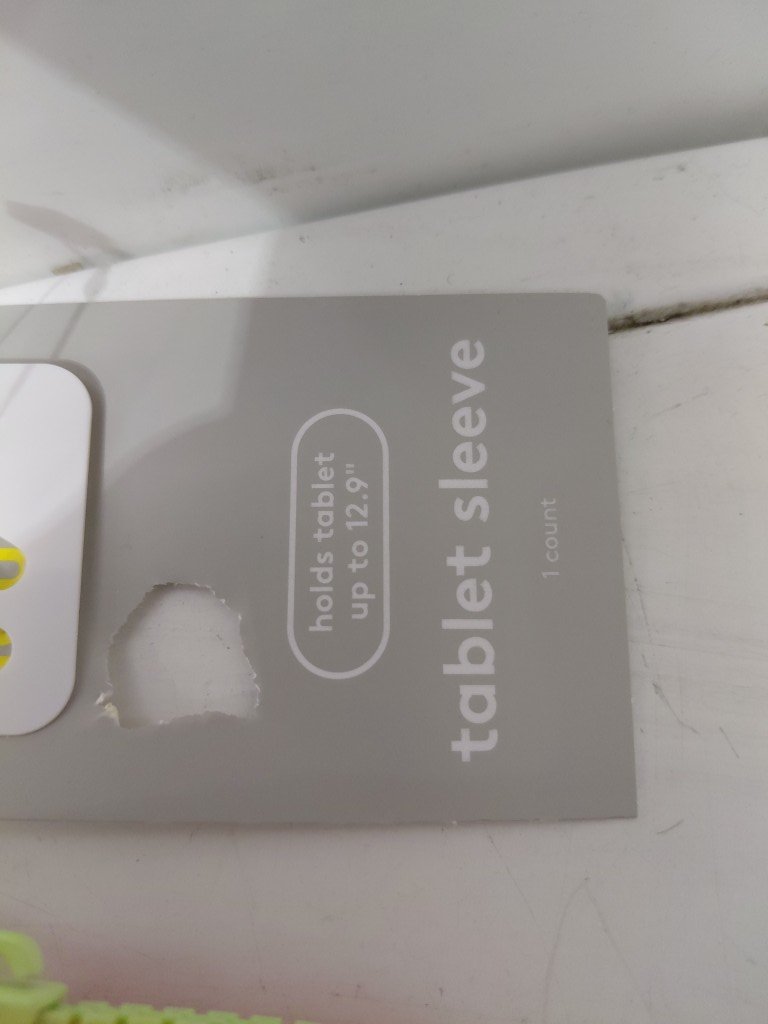 holds tablet
up to 12.9"
tablet sleeve
1 count